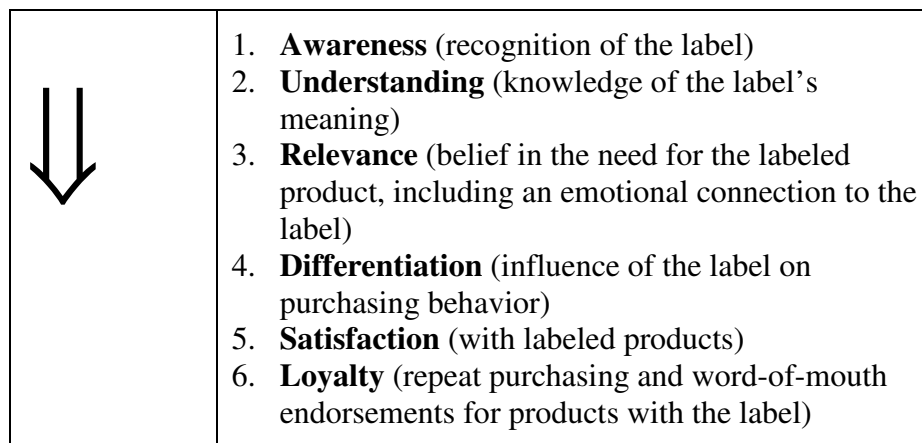 1. Awareness (recognition of the label)
2. Understanding (knowledge of the label’s
meaning)
3. Relevance (belief in the need for the labeled
product, including an emotional connection to the
label)
4. Differentiation (influence of the label on
purchasing behavior)
5. Satisfaction (with labeled products)
6. Loyalty (repeat purchasing and word-of-mouth
endorsements for products with the label)